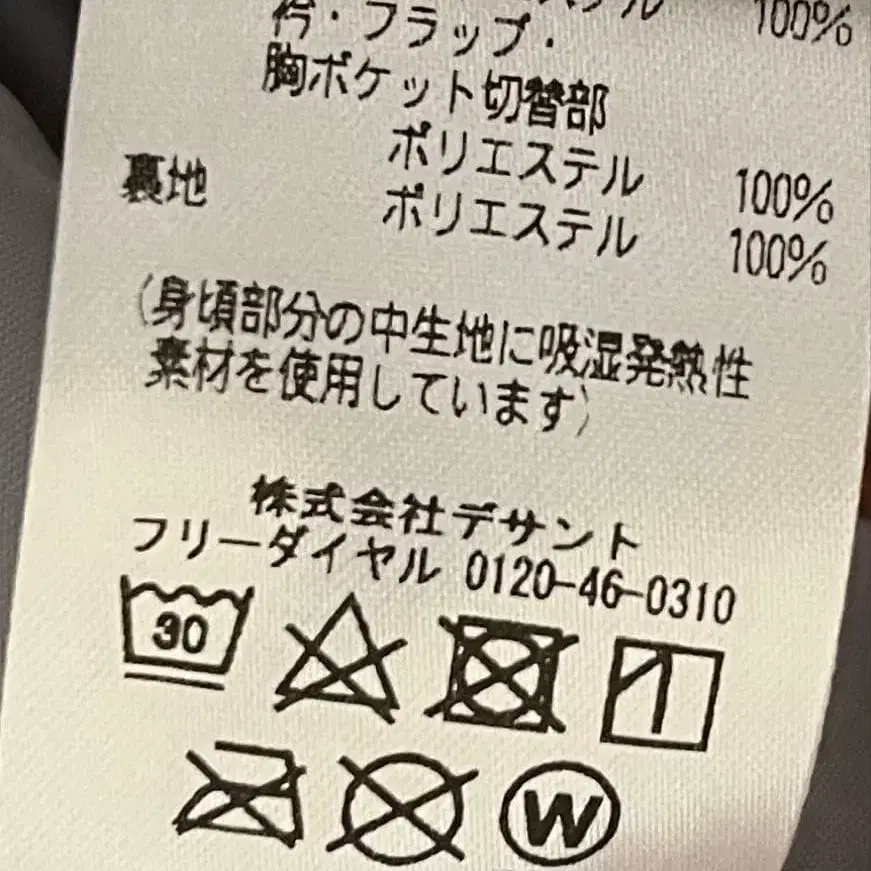 ステル 100%
衿・フラップ・
胸ポケット切替部
ポリエステル 100%
裏地 ポリエステル 100%
(身頃部分の中生地に吸湿発熱性
素材を使用しています)
株式会社デサント
フリーダイヤル 0120-46-0310
30
W